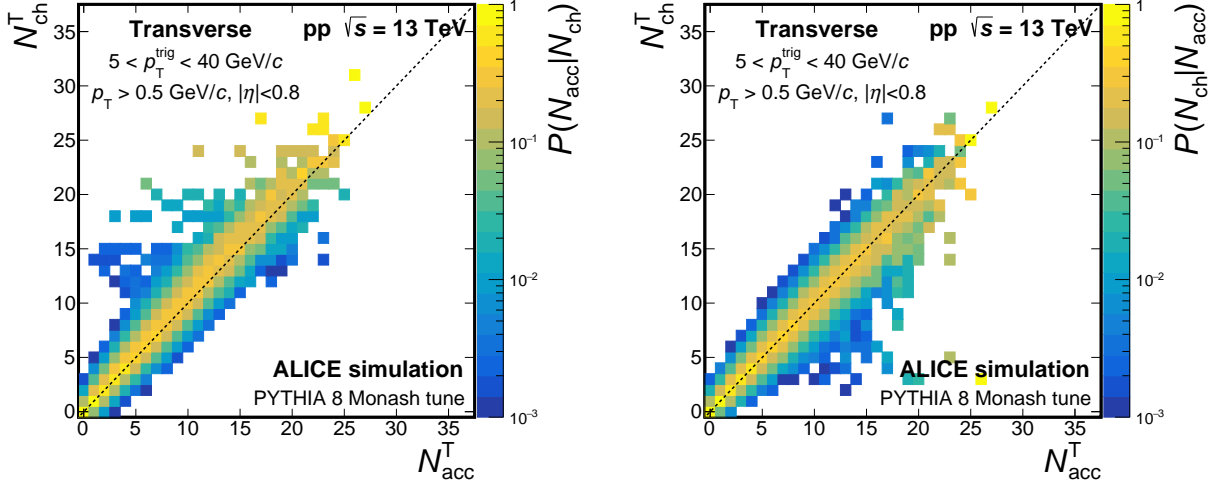 Transverse pp √s = 13 TeV
5 < p_T^trig < 40 GeV/c
p_T > 0.5 GeV/c, |η|<0.8
N_ch^T
35
30
25
20
15
10
5
0
0 5 10 15 20 25 30 35
N_acc^T
ALICE simulation
PYTHIA 8 Monash tune
1
10^−1
10^−2
10^−3
P(N_acc|N_ch)
Transverse pp √s = 13 TeV
5 < p_T^trig < 40 GeV/c
p_T > 0.5 GeV/c, |η|<0.8
N_ch^T
35
30
25
20
15
10
5
0
0 5 10 15 20 25 30 35
N_acc^T
ALICE simulation
PYTHIA 8 Monash tune
1
10^−1
10^−2
10^−3
P(N_ch|N_acc)